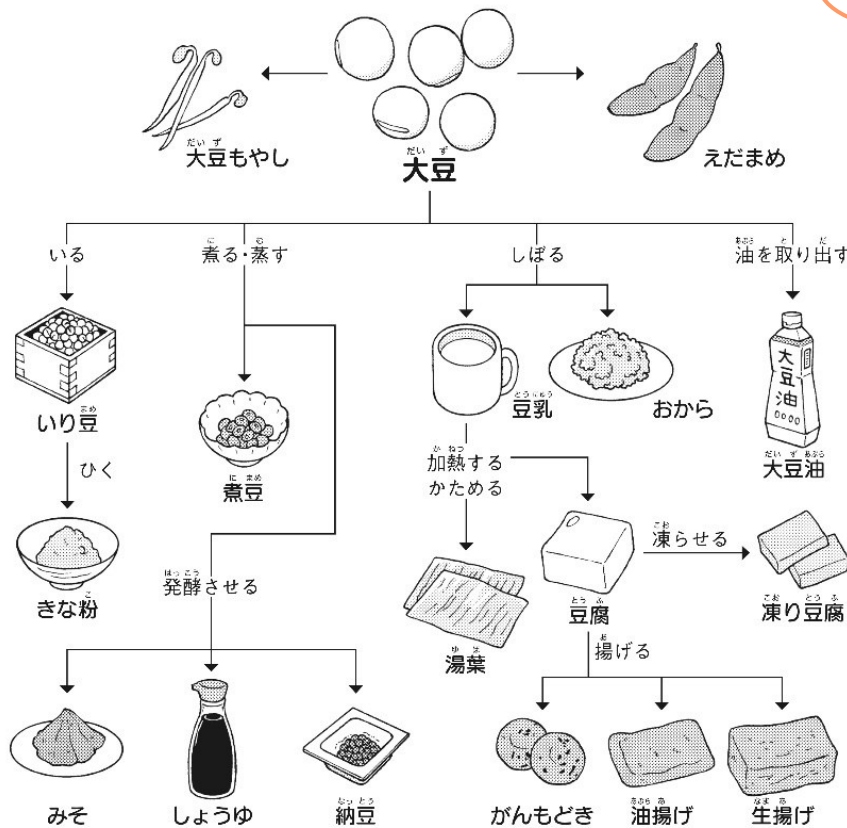 大豆もやし
大豆
えだまめ
いる
煮る・蒸す
しぼる
油を取り出す
いり豆
ひく
きな粉
煮豆
発酵させる
みそ
しょうゆ
納豆
豆乳
おから
加熱する
かためる
湯葉
豆腐
凍らせる
凍り豆腐
揚げる
がんもどき
油揚げ
生揚げ
大豆油
大豆油